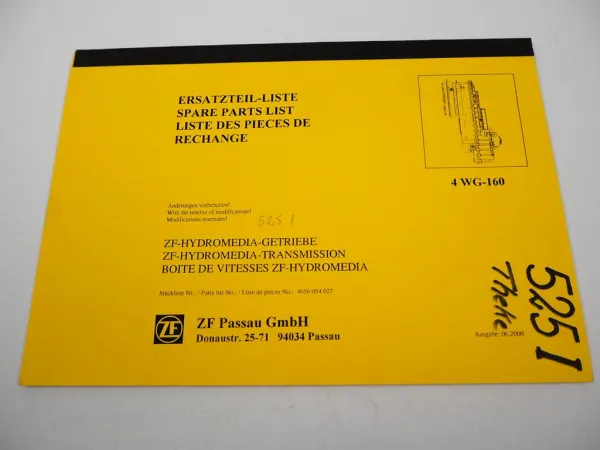 ERSATZTEIL-LISTE
SPARE PARTS LIST
LISTE DES PIECES DE
RECHANGE
4 WG-160
Änderungen vorbehalten!
With the reserve of modifications!
Modifications reservees!
525 I
ZF-HYDROMEDIA-GETRIEBE
ZF-HYDROMEDIA-TRANSMISSION
BOITE DE VITESSES ZF-HYDROMEDIA
Stückliste Nr.: / Parts list No.: / Liste de pieces No.: 4656 054 027
ZF
ZF Passau GmbH
Donaustr. 25-71 94034 Passau
Ausgabe: 06.2000
525 I
Theke